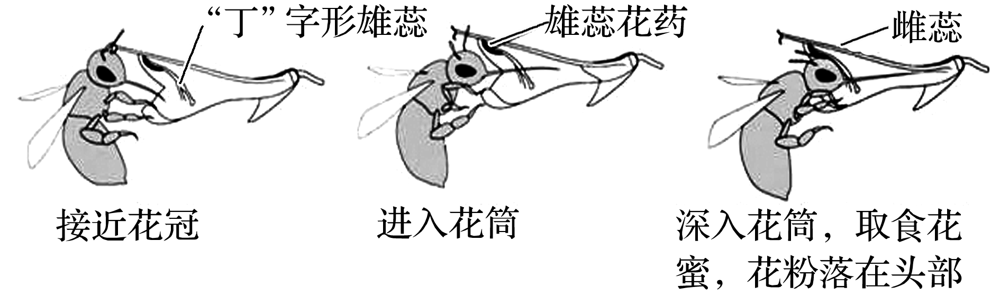 “丁”字形雄蕊
雄蕊花药
雌蕊
接近花冠
进入花筒
深入花筒，取食花
蜜，花粉落在头部